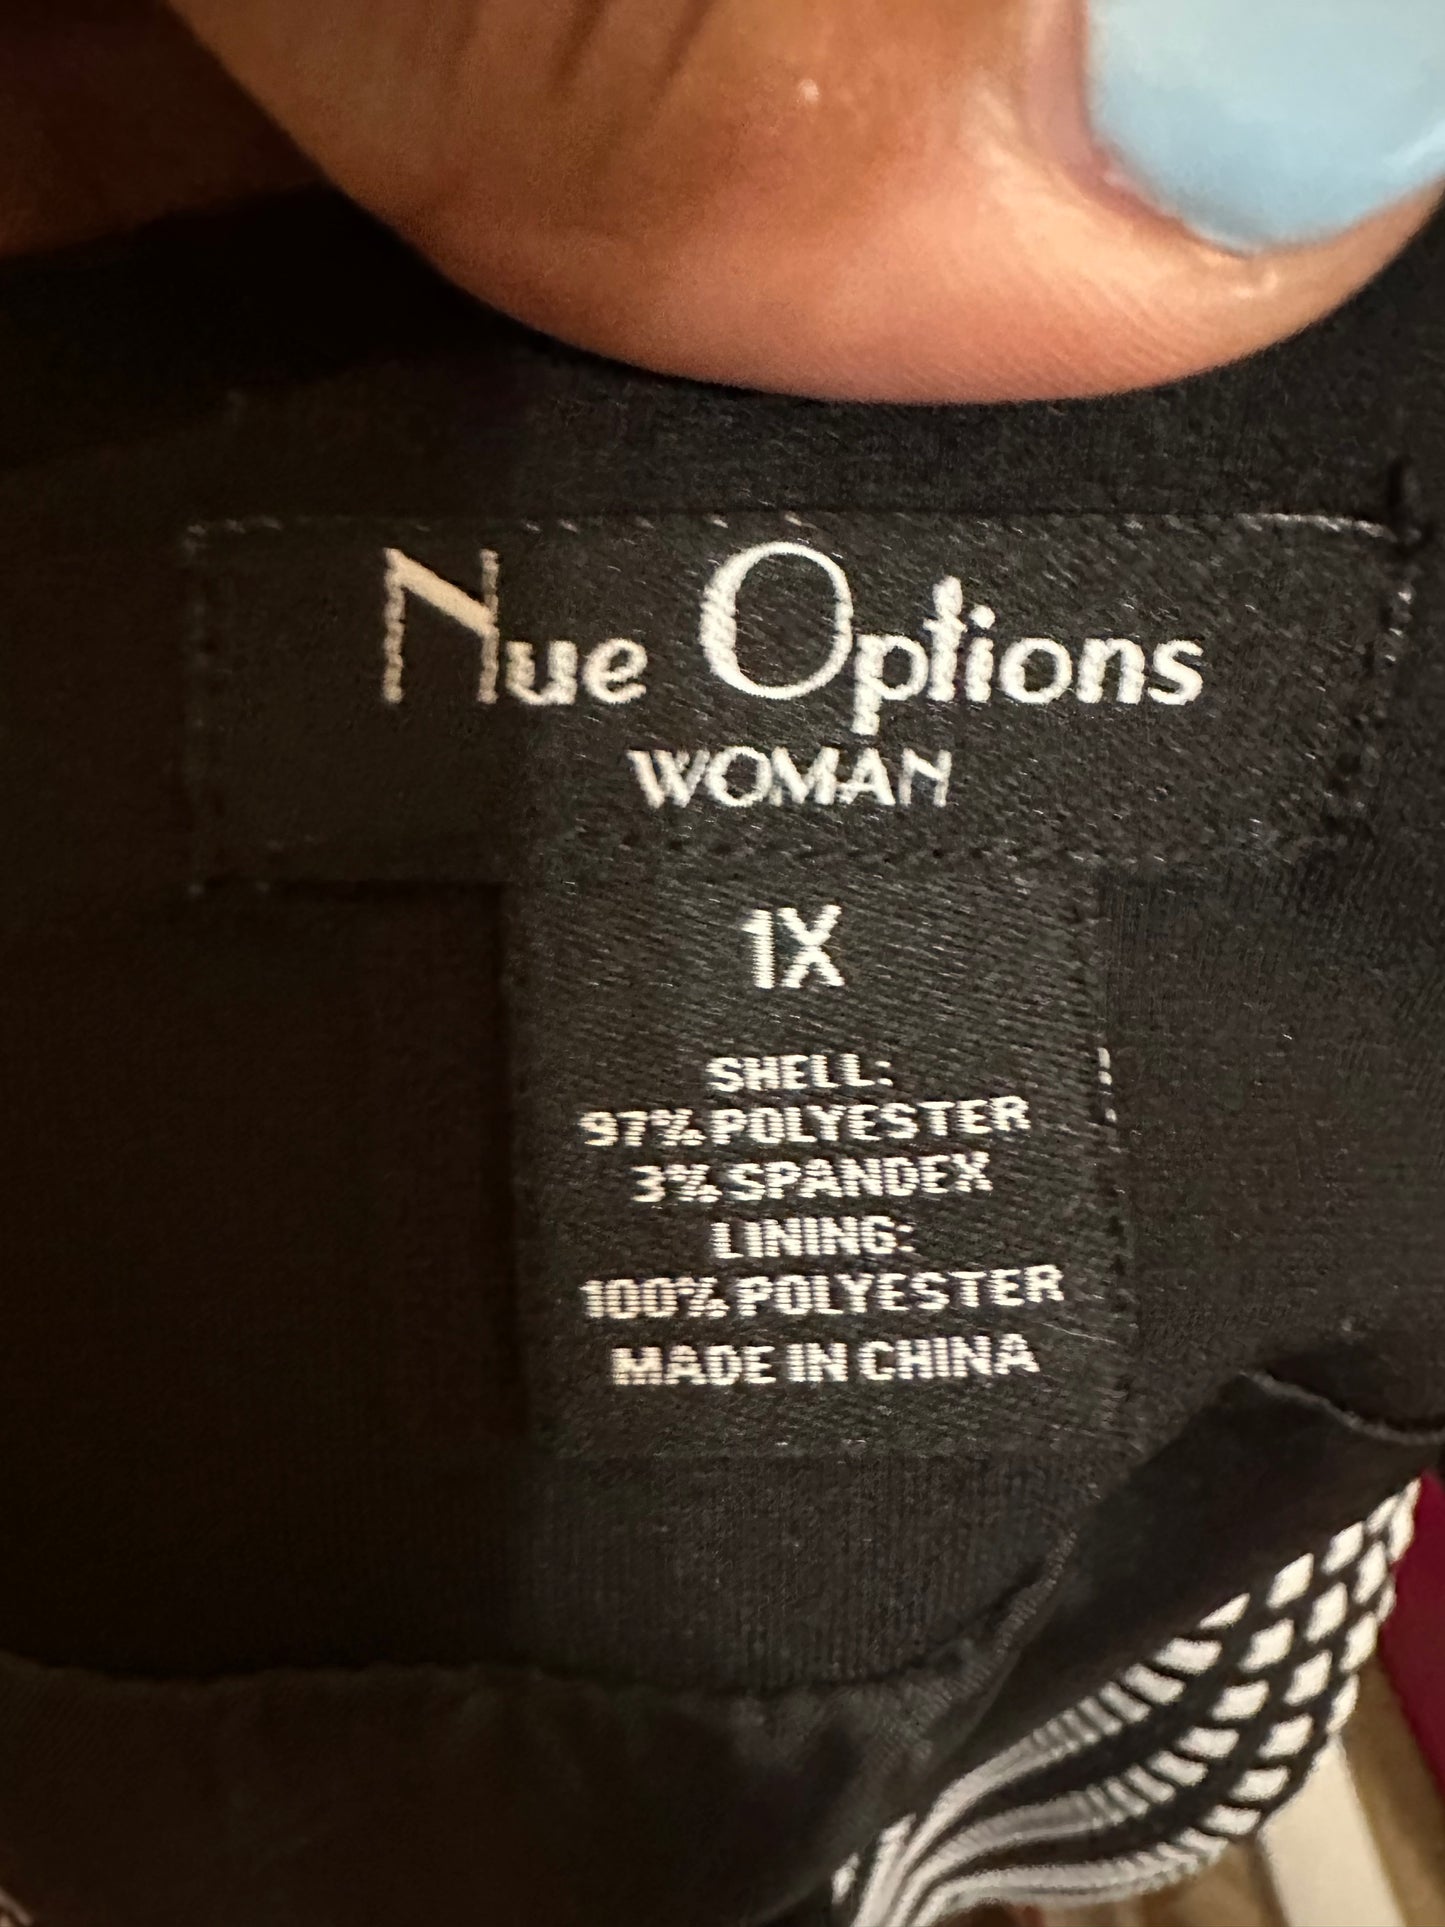 Nue Options
WOMAN
1X
SHELL:
97% POLYESTER
3% SPANDEX
LINING:
100% POLYESTER
MADE IN CHINA